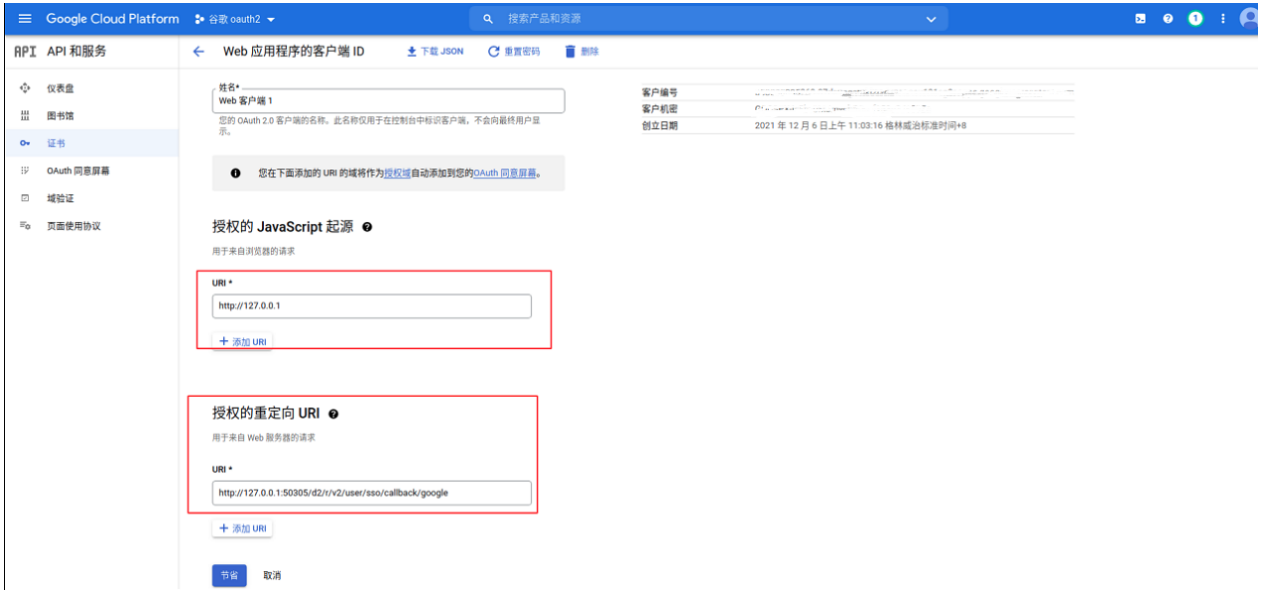 Google Cloud Platform
谷歌 oauth2
搜索产品和资源
1
API API 和服务
Web 应用程序的客户端 ID
下载 JSON
重置密码
删除
仪表盘
图书馆
证书
OAuth 同意屏幕
域验证
页面使用协议
姓名*
Web 客户端 1
您的 OAuth 2.0 客户端的名称。此名称仅用于在控制台中标识客户端，不会向最终用户显
示。
您在下面添加的 URI 的域将作为授权域自动添加到您的OAuth 同意屏幕。
客户编号
客户机密
创立日期 2021 年 12 月 6 日上午 11:03:16 格林威治标准时间+8
授权的 JavaScript 起源
用于来自浏览器的请求
URI *
http://127.0.0.1
添加 URI
授权的重定向 URI
用于来自 Web 服务器的请求
URI *
http://127.0.0.1:50305/d2/r/v2/user/sso/callback/google
添加 URI
节省
取消